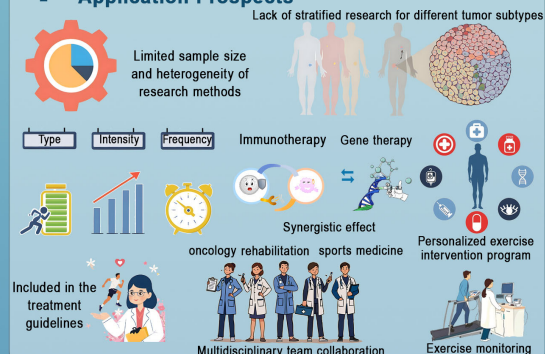 Application Prospects
Lack of stratified research for different tumor subtypes
Limited sample size
and heterogeneity of
research methods
Type
Intensity
Frequency
Immunotherapy
Gene therapy
Synergistic effect
Personalized exercise
intervention program
oncology rehabilitation sports medicine
Included in the
treatment
guidelines
Multidisciplinary team collaboration
Exercise monitoring